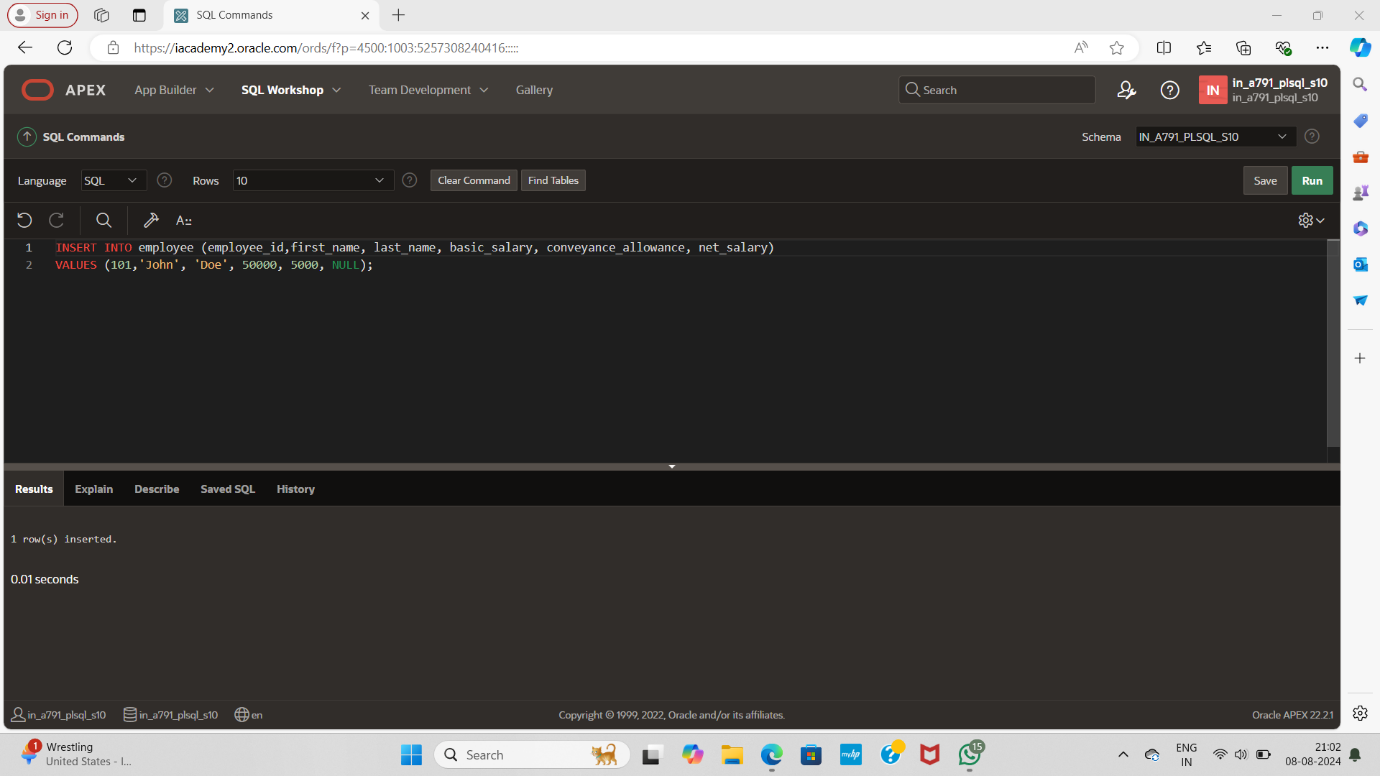 Sign in
SQL Commands
https://iacademy2.oracle.com/ords/f?p=4500:1003:5257308240416:::::
APEX
App Builder
SQL Workshop
Team Development
Gallery
Search
IN
in_a791_plsql_s10
in_a791_plsql_s10
SQL Commands
Schema
IN_A791_PLSQL_S10
Language
SQL
Rows
10
Clear Command
Find Tables
Save
Run
A::
1 INSERT INTO employee (employee_id,first_name, last_name, basic_salary, conveyance_allowance, net_salary)
2 VALUES (101,'John', 'Doe', 50000, 5000, NULL);
Results
Explain
Describe
Saved SQL
History
1 row(s) inserted.
0.01 seconds
in_a791_plsql_s10
in_a791_plsql_s10
en
Copyright © 1999, 2022, Oracle and/or its affiliates.
Oracle APEX 22.2.1
1
Wrestling
United States - I...
Search
myhp
15
ENG
IN
21:02
08-08-2024